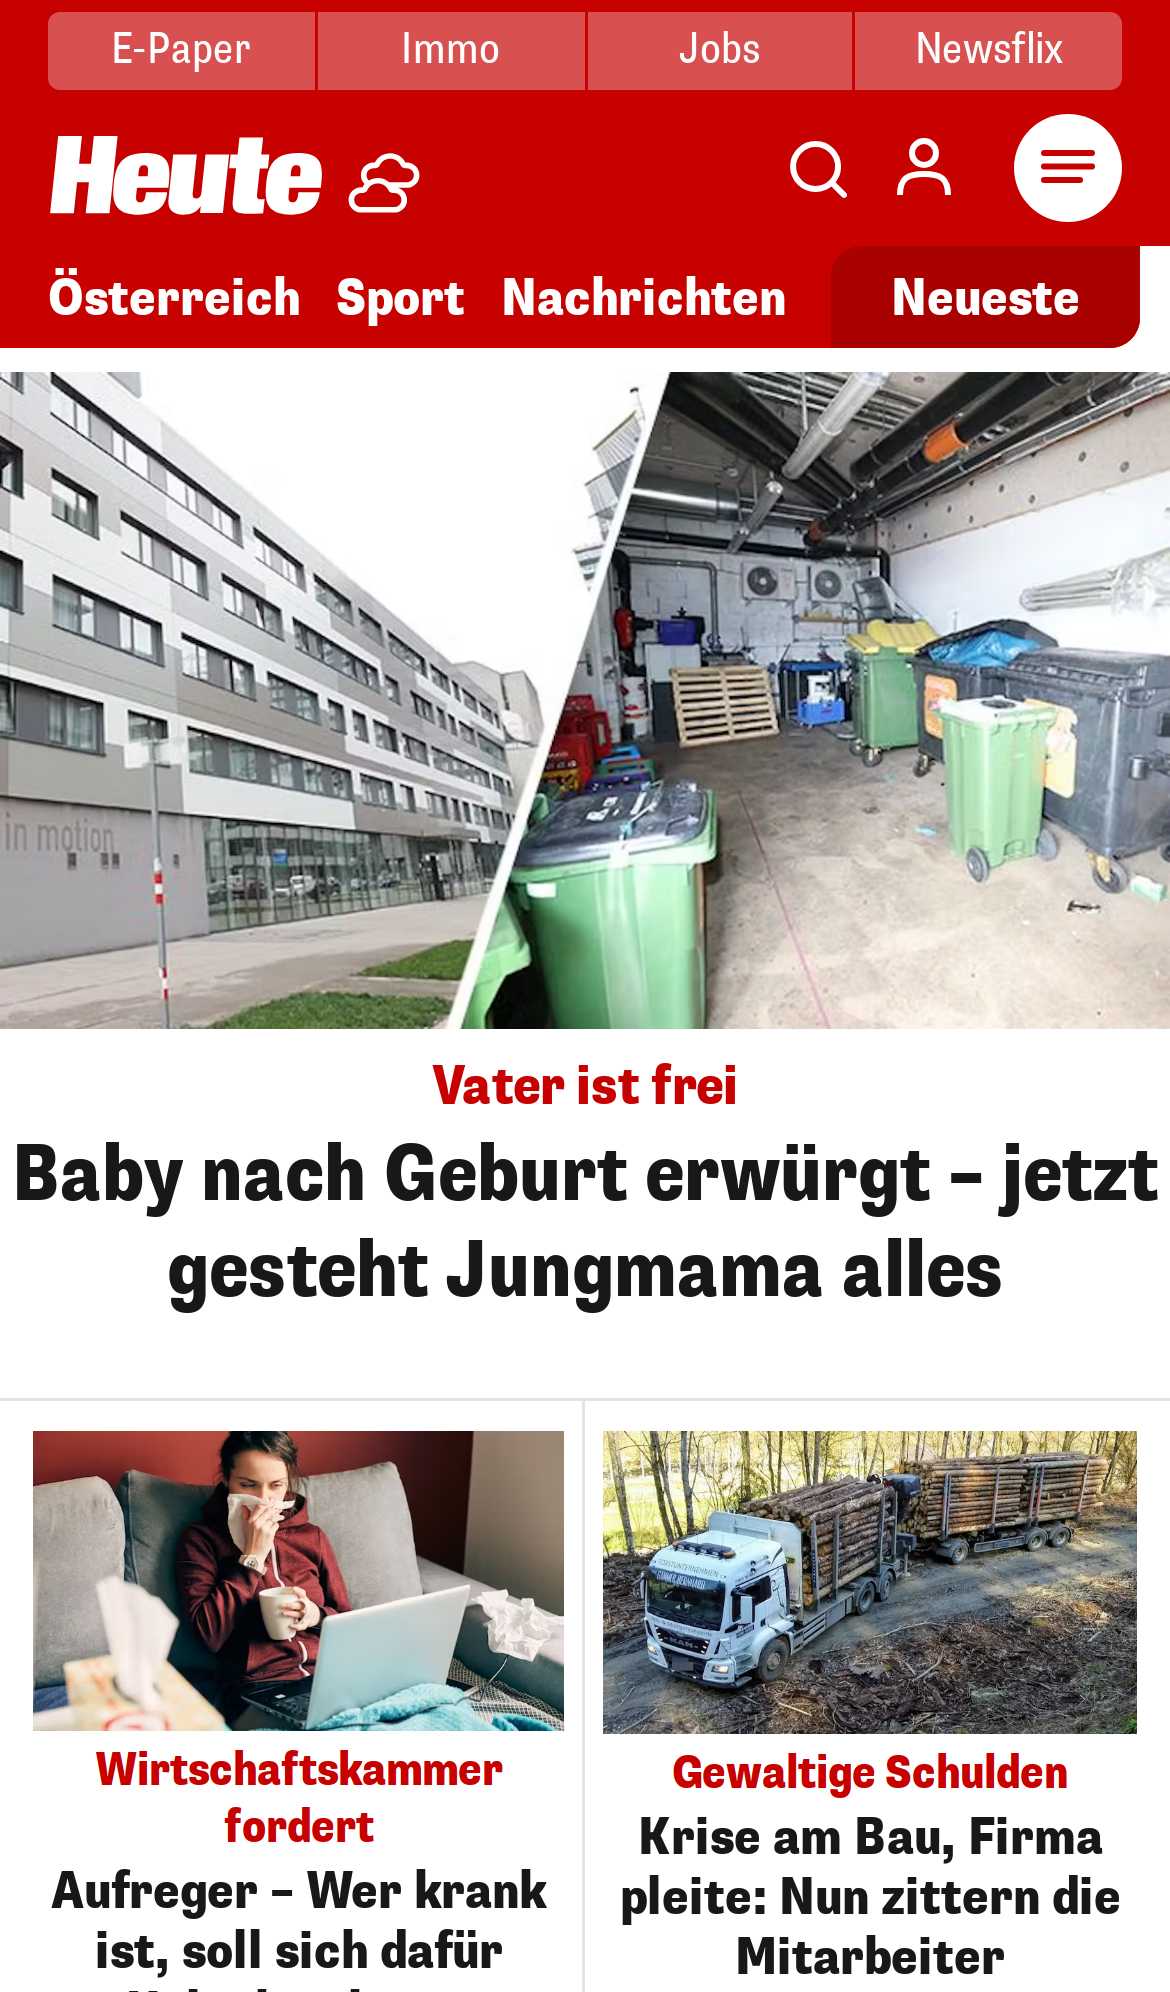 E-Paper
Immo
Jobs
Newsflix
Heute
Österreich
Sport
Nachrichten
Neueste
in motion
Vater ist frei
Baby nach Geburt erwürgt – jetzt
gesteht Jungmama alles
Wirtschaftskammer
fordert
Aufreger – Wer krank
ist, soll sich dafür
FORSTUNTERNEHMEN
MAN
Gewaltige Schulden
Krise am Bau, Firma
pleite: Nun zittern die
Mitarbeiter